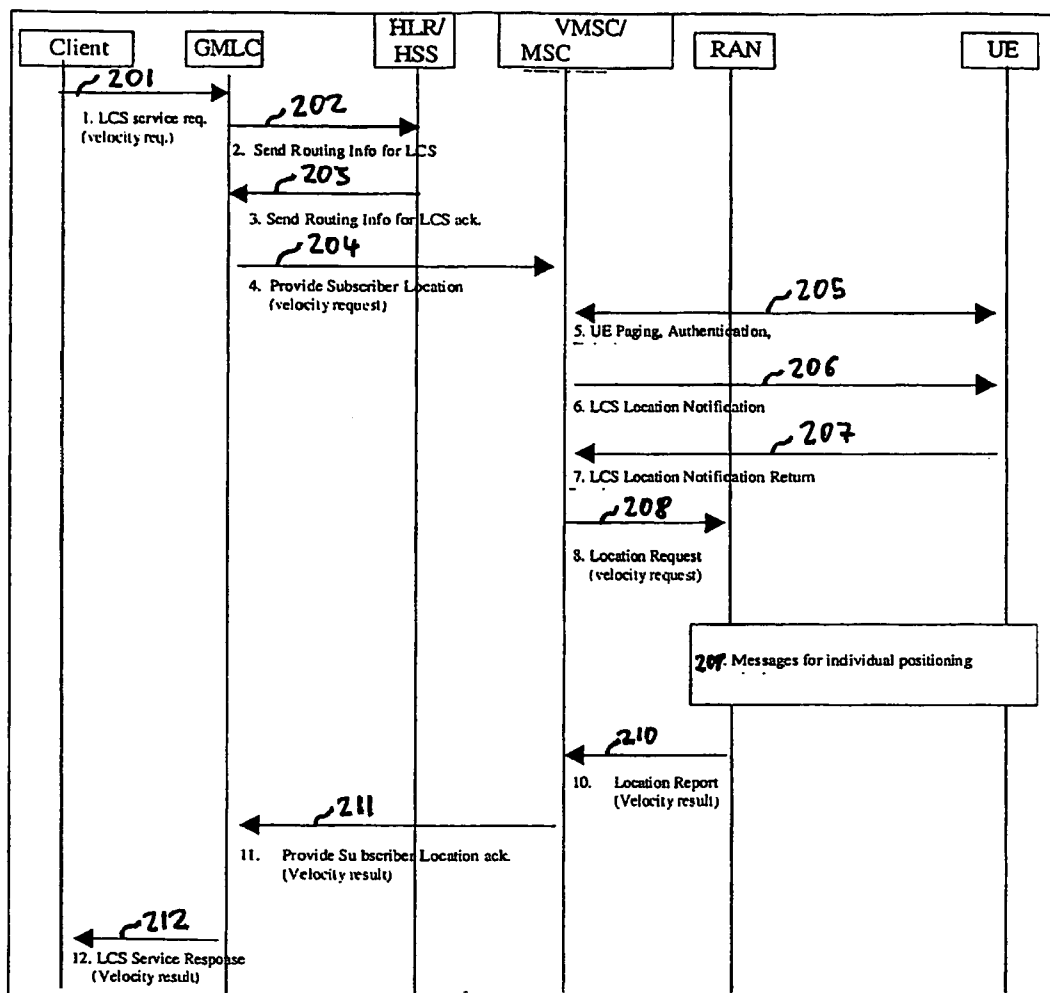 Client
GMLC
HLR/
HSS
VMSC/
MSC
RAN
UE
201
1. LCS service req.
(velocity req.)
202
2. Send Routing Info for LCS
203
3. Send Routing Info for LCS ack.
204
4. Provide Subscriber Location
(velocity request)
205
5. UE Paging, Authentication,
206
6. LCS Location Notification
207
7. LCS Location Notification Return
208
8. Location Request
(velocity request)
209. Messages for individual positioning
210
10. Location Report
(Velocity result)
211
11. Provide Su bscriber Location ack.
(Velocity result)
212
12. LCS Service Response
(Velocity result)